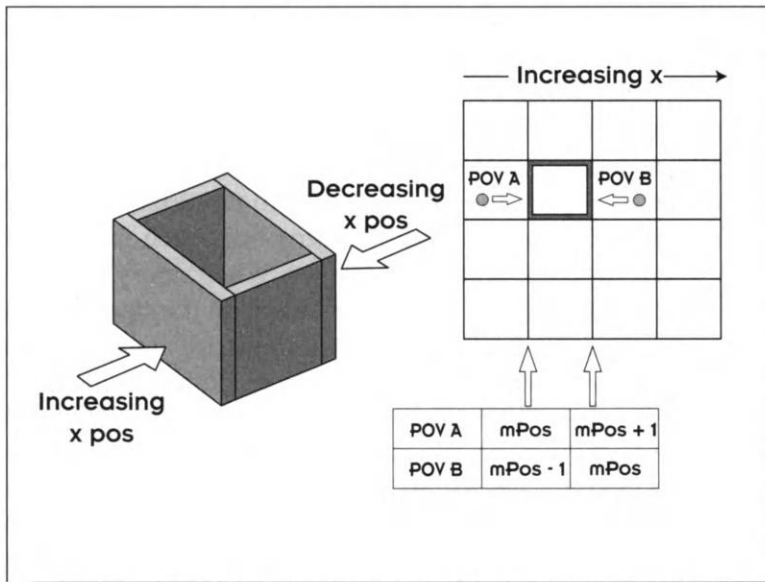 Increasing x
POV A
POV B
Decreasing
x pos
Increasing
x pos
POV A mPos mPos + 1
POV B mPos - 1 mPos